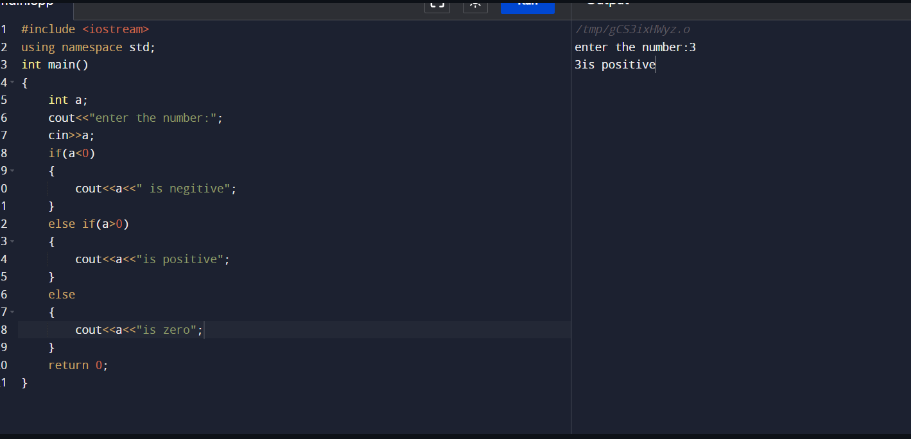 1 #include <iostream>
2 using namespace std;
3 int main()
4 {
5 int a;
6 cout<<"enter the number:";
7 cin>>a;
8 if(a<0)
9 {
0 cout<<a<<" is negitive";
1 }
2 else if(a>0)
3 {
4 cout<<a<<"is positive";
5 }
6 else
7 {
8 cout<<a<<"is zero";
9 }
0 return 0;
1 }
/tmp/gCS3ixHWyz.o
enter the number:3
3is positive